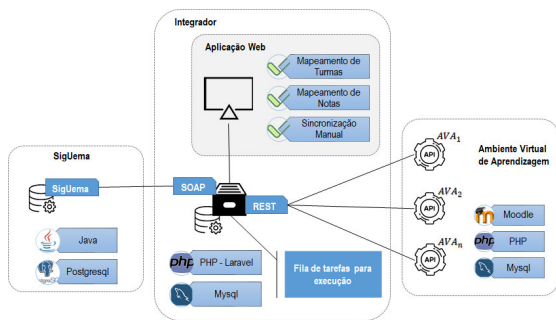 Integrador
Aplicação Web
Mapeamento de
Turmas
Mapeamento de
Notas
Sincronização
Manual
SigUema
SigUema
Java
Postgresql
SOAP
REST
php
PHP - Laravel
Mysql
Fila de tarefas para
execução
AVA1
API
AVA2
API
AVAn
API
Ambiente Virtual
de Aprendizagem
Moodle
php
PHP
Mysql